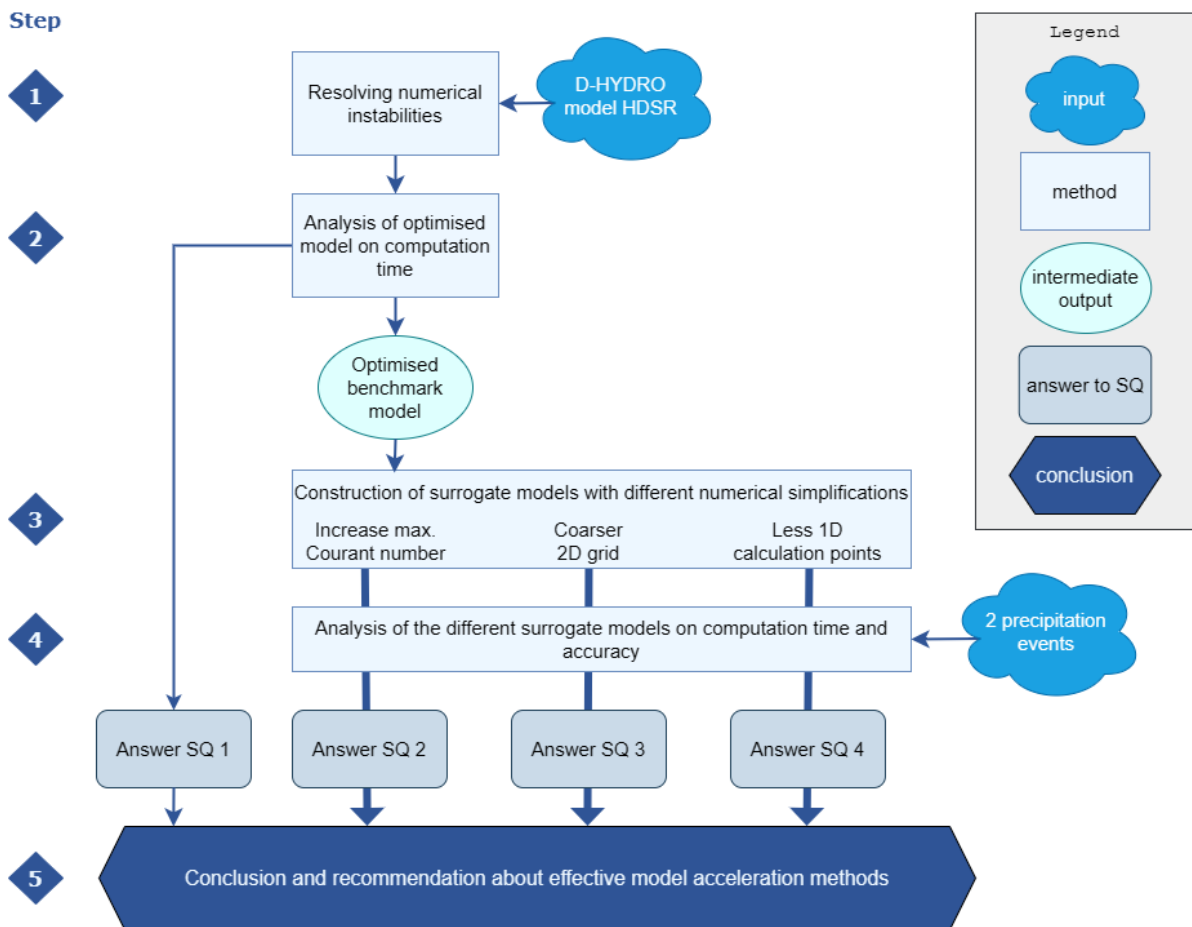 Step
1
Resolving numerical
instabilities
D-HYDRO
model HDSR
2
Analysis of optimised
model on computation
time
Optimised
benchmark
model
3
Construction of surrogate models with different numerical simplifications
Increase max.
Courant number
Coarser
2D grid
Less 1D
calculation points
4
Analysis of the different surrogate models on computation time and
accuracy
2 precipitation
events
Answer SQ 1
Answer SQ 2
Answer SQ 3
Answer SQ 4
5
Conclusion and recommendation about effective model acceleration methods
Legend
input
method
intermediate
output
answer to SQ
conclusion